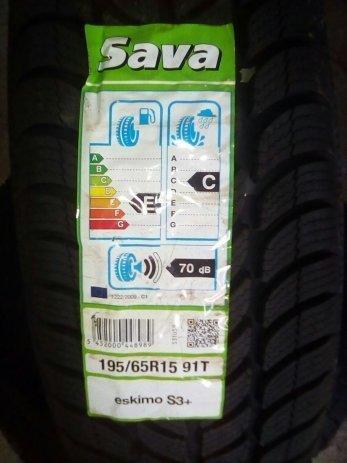 Sava
A
B
C
D
E
F
G
E
A
B
C
D
E
F
G
C
70 dB
1222/2009 - C1
5 452000 448989
195/65R15 91T
eskimo S3+